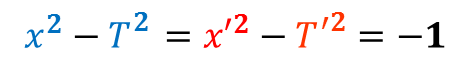 x² − T² = x′² − T′² = −1